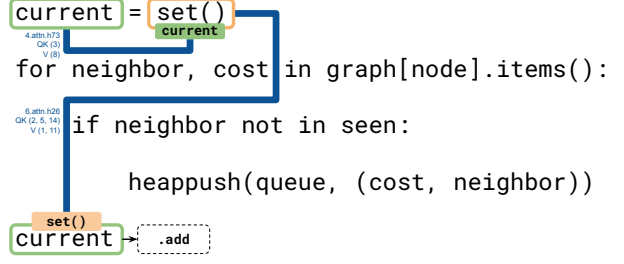 current = set()
current
4.attn.h73
QK (3)
V (8)
for neighbor, cost in graph[node].items():
6.attn.h26
QK (2, 5, 14)
V (1, 11)
if neighbor not in seen:
heappush(queue, (cost, neighbor))
set()
current .add